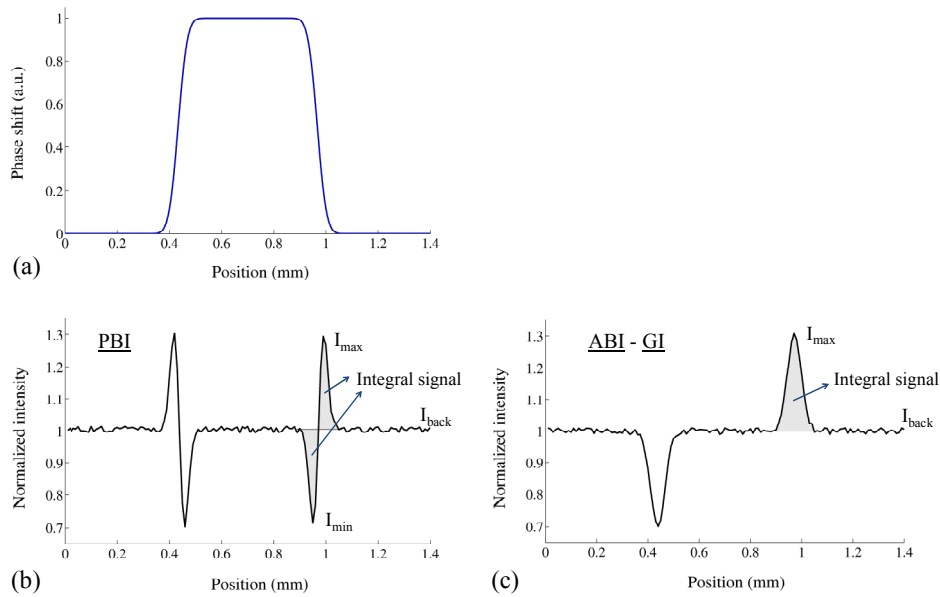 1
0.8
0.6
0.4
0.2
0
Phase shift (a.u.)
0 0.2 0.4 0.6 0.8 1 1.2 1.4
Position (mm)
(a)
PBI
1.3
1.2
1.1
1
0.9
0.8
0.7
Normalized intensity
Imax
Integral signal
Iback
Imin
0 0.2 0.4 0.6 0.8 1 1.2 1.4
Position (mm)
(b)
ABI - GI
1.3
1.2
1.1
1
0.9
0.8
0.7
Normalized intensity
Imax
Integral signal
Iback
0 0.2 0.4 0.6 0.8 1 1.2 1.4
Position (mm)
(c)